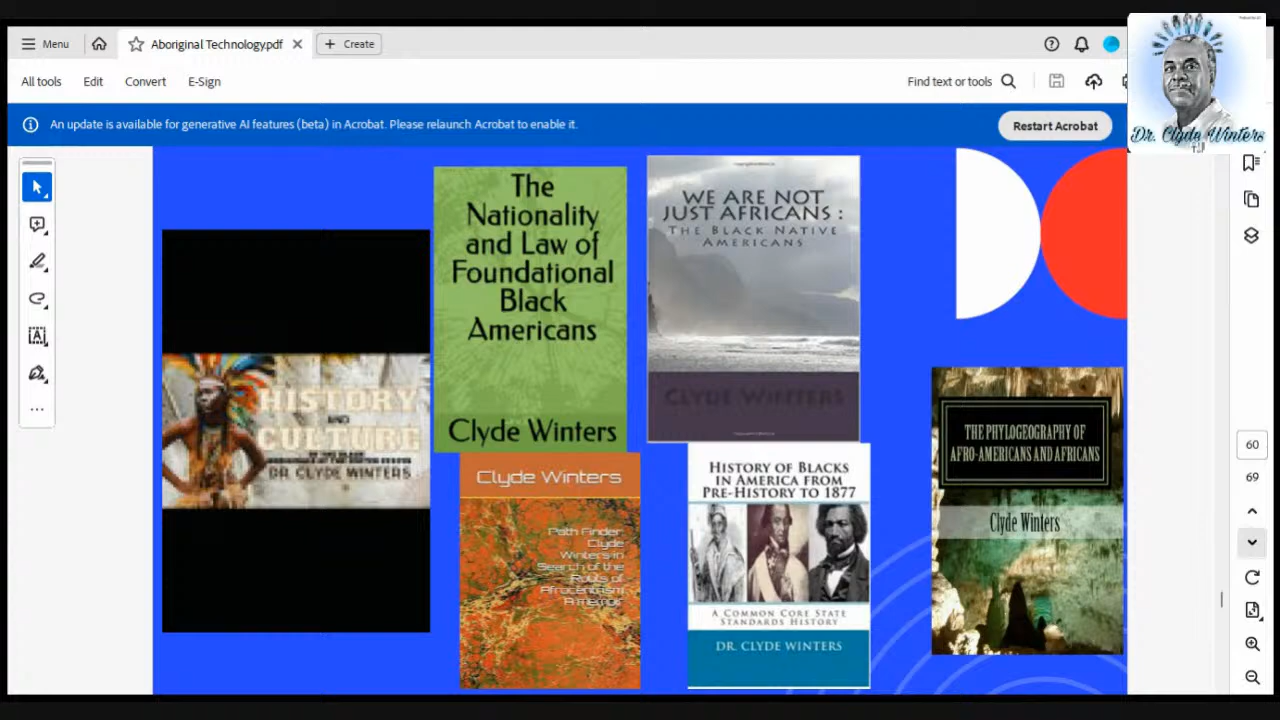 Menu
Aboriginal Technology.pdf
Create
All tools
Edit
Convert
E-Sign
Find text or tools
An update is available for generative AI features (beta) in Acrobat. Please relaunch Acrobat to enable it.
Restart Acrobat
Dr. Clyde Winters
HISTORY
AND
CULTURE
DR CLYDE WINTERS
The
Nationality
and Law of
Foundational
Black
Americans
Clyde Winters
WE ARE NOT
JUST AFRICANS :
THE BLACK NATIVE
AMERICANS
CLYDE WINTERS
Clyde Winters
Path Finder
Clyde
Winters in
Search of the
Roots of
Afrocentrism
A Memoir
HISTORY OF BLACKS
IN AMERICA FROM
PRE-HISTORY TO 1877
A COMMON CORE STATE
STANDARDS HISTORY
DR. CLYDE WINTERS
THE PHYLOGEOGRAPHY OF
AFRO-AMERICANS AND AFRICANS
Clyde Winters
60
69